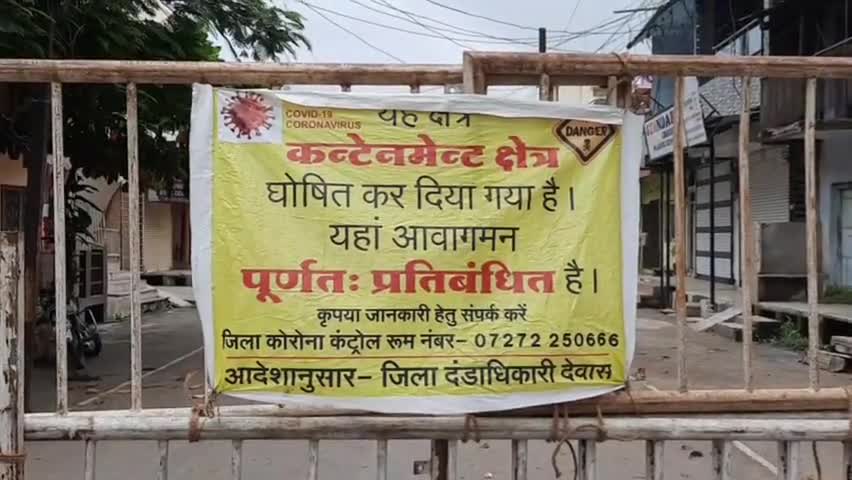 COVID-19
CORONAVIRUS
यह क्षेत्र
DANGER
कन्टेनमेन्ट क्षेत्र
घोषित कर दिया गया है।
यहां आवागमन
पूर्णतः प्रतिबंधित है।
कृपया जानकारी हेतु संपर्क करें
जिला कोरोना कंट्रोल रूम नंबर- 07272 250666
आदेशानुसार- जिला दंडाधिकारी देवास